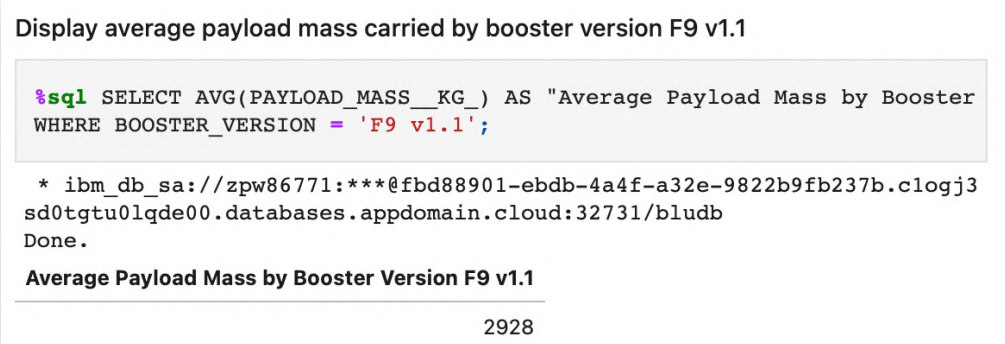 Display average payload mass carried by booster version F9 v1.1
%sql SELECT AVG(PAYLOAD_MASS__KG_) AS "Average Payload Mass by Booster
WHERE BOOSTER_VERSION = 'F9 v1.1';
* ibm_db_sa://zpw86771:***@fbd88901-ebdb-4a4f-a32e-9822b9fb237b.c1ogj3
sd0tgtu0lqde00.databases.appdomain.cloud:32731/bludb
Done.
Average Payload Mass by Booster Version F9 v1.1
2928